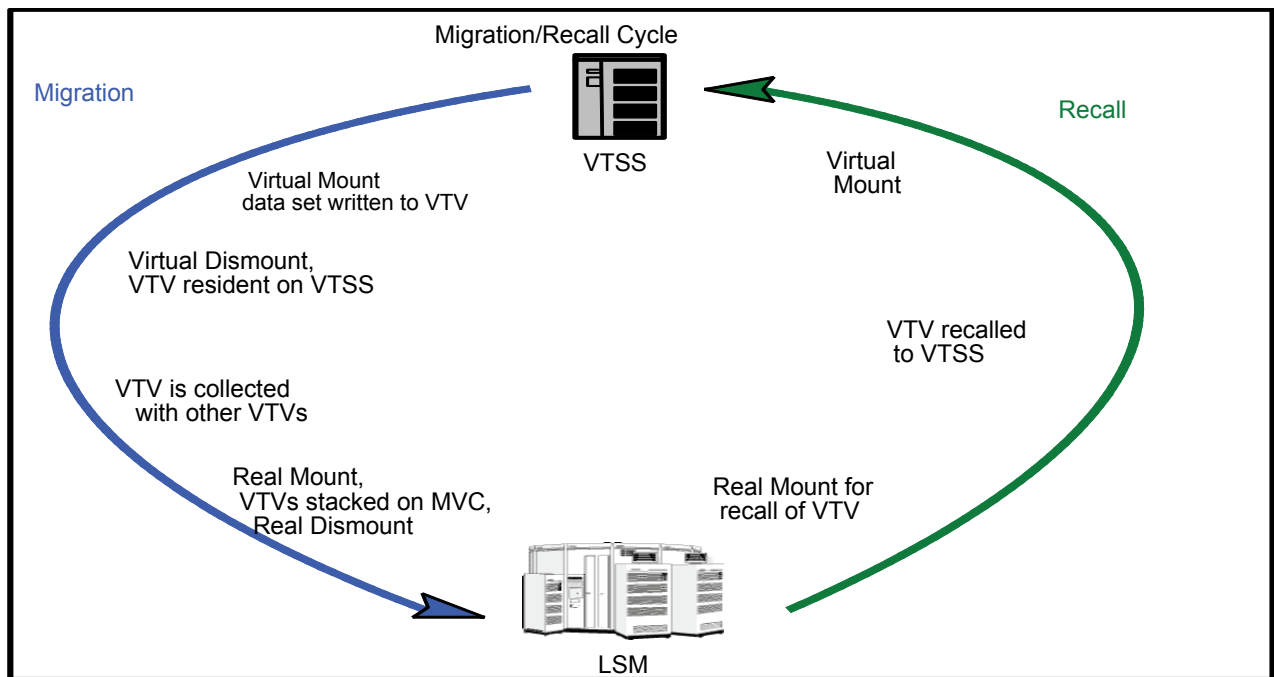 Migration/Recall Cycle
Migration
Recall
VTSS
Virtual Mount
data set written to VTV
Virtual Dismount,
VTV resident on VTSS
VTV is collected
with other VTVs
Real Mount,
VTVs stacked on MVC,
Real Dismount
LSM
Real Mount for
recall of VTV
VTV recalled
to VTSS
Virtual
Mount